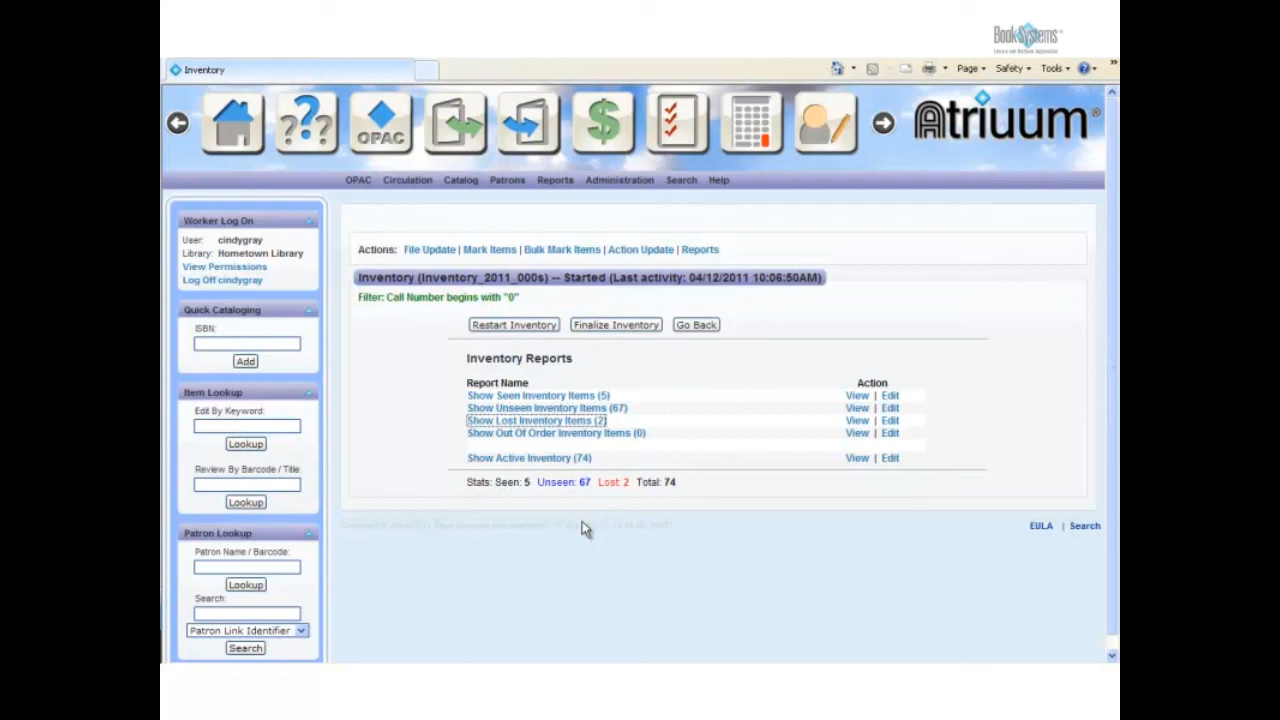 Book Systems®
Inventory
Page Safety Tools
»
OPAC
$
Atriuum®
OPAC Circulation Catalog Patrons Reports Administration Search Help
Worker Log On
User: cindygray
Library: Hometown Library
View Permissions
Log Off cindygray
Quick Cataloging
ISBN:
Add
Item Lookup
Edit By Keyword:
Lookup
Review By Barcode / Title:
Lookup
Patron Lookup
Patron Name / Barcode:
Lookup
Search:
Patron Link Identifier
Search
Actions: File Update | Mark Items | Bulk Mark Items | Action Update | Reports
Inventory (Inventory_2011_000s) -- Started (Last activity: 04/12/2011 10:06:50AM)
Filter: Call Number begins with "0"
Restart Inventory Finalize Inventory Go Back
Inventory Reports
Report Name Action
Show Seen Inventory Items (5) View | Edit
Show Unseen Inventory Items (67) View | Edit
Show Lost Inventory Items (2) View | Edit
Show Out Of Order Inventory Items (0) View | Edit
Show Active Inventory (74) View | Edit
Stats: Seen: 5 Unseen: 67 Lost: 2 Total: 74
EULA | Search